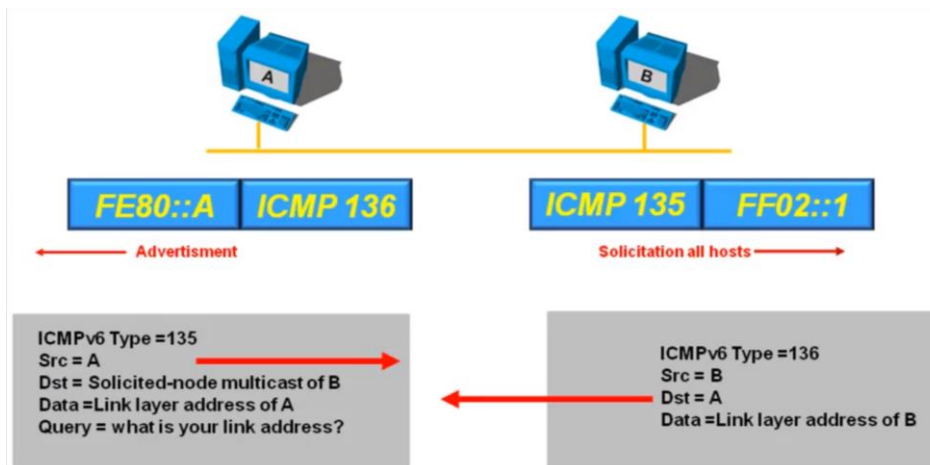 A
B
FE80::A ICMP 136
ICMP 135 FF02::1
Advertisment
Solicitation all hosts
ICMPv6 Type =135
Src = A
Dst = Solicited-node multicast of B
Data =Link layer address of A
Query = what is your link address?
ICMPv6 Type =136
Src = B
Dst = A
Data =Link layer address of B